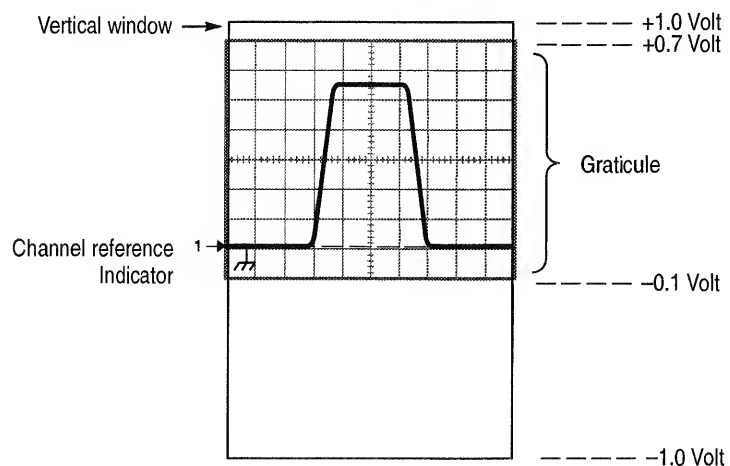 Vertical window
+1.0 Volt
+0.7 Volt
Graticule
Channel reference
Indicator
1
–0.1 Volt
–1.0 Volt